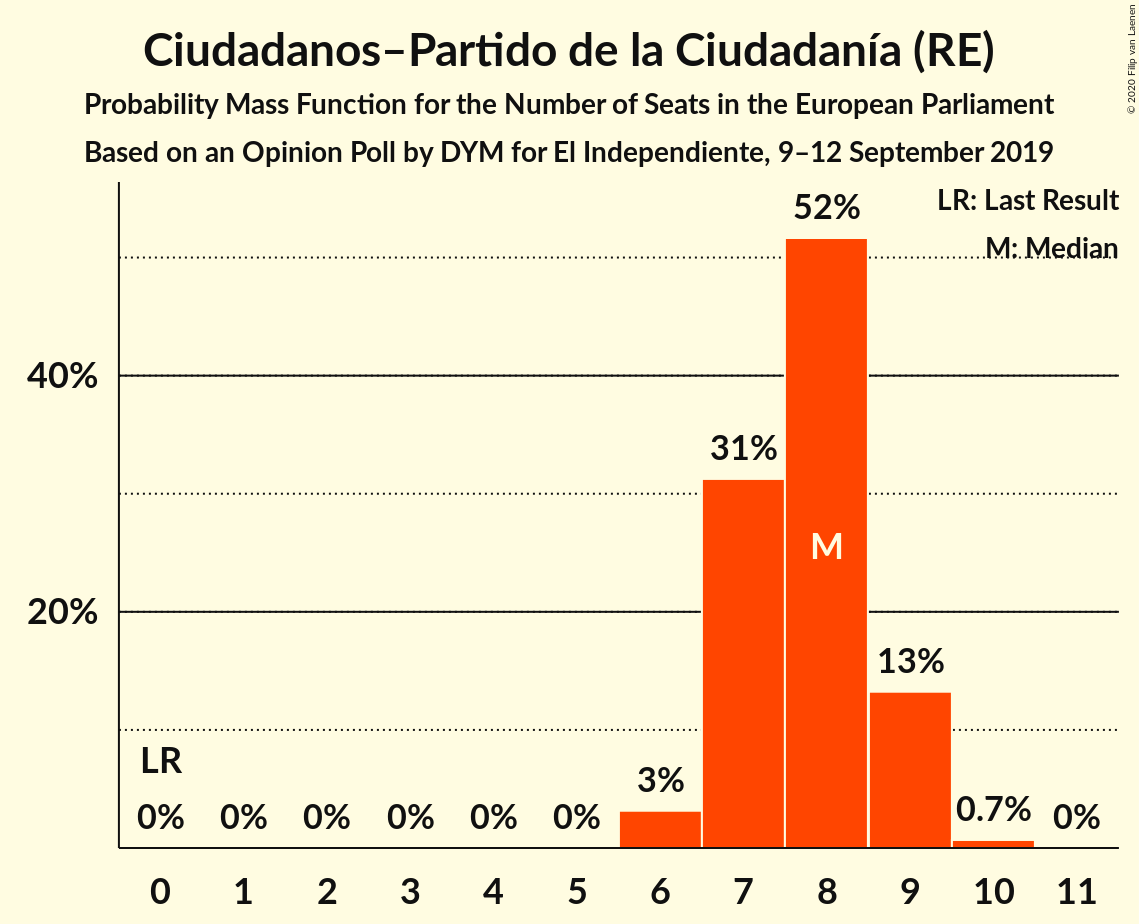 Ciudadanos–Partido de la Ciudadanía (RE)
Probability Mass Function for the Number of Seats in the European Parliament
Based on an Opinion Poll by DYM for El Independiente, 9–12 September 2019
© 2020 Filip van Laenen
LR: Last Result
M: Median
52%
40%
31%
M
20%
13%
LR
3%
0.7%
0% 0% 0% 0% 0% 0% 0%
0 1 2 3 4 5 6 7 8 9 10 11